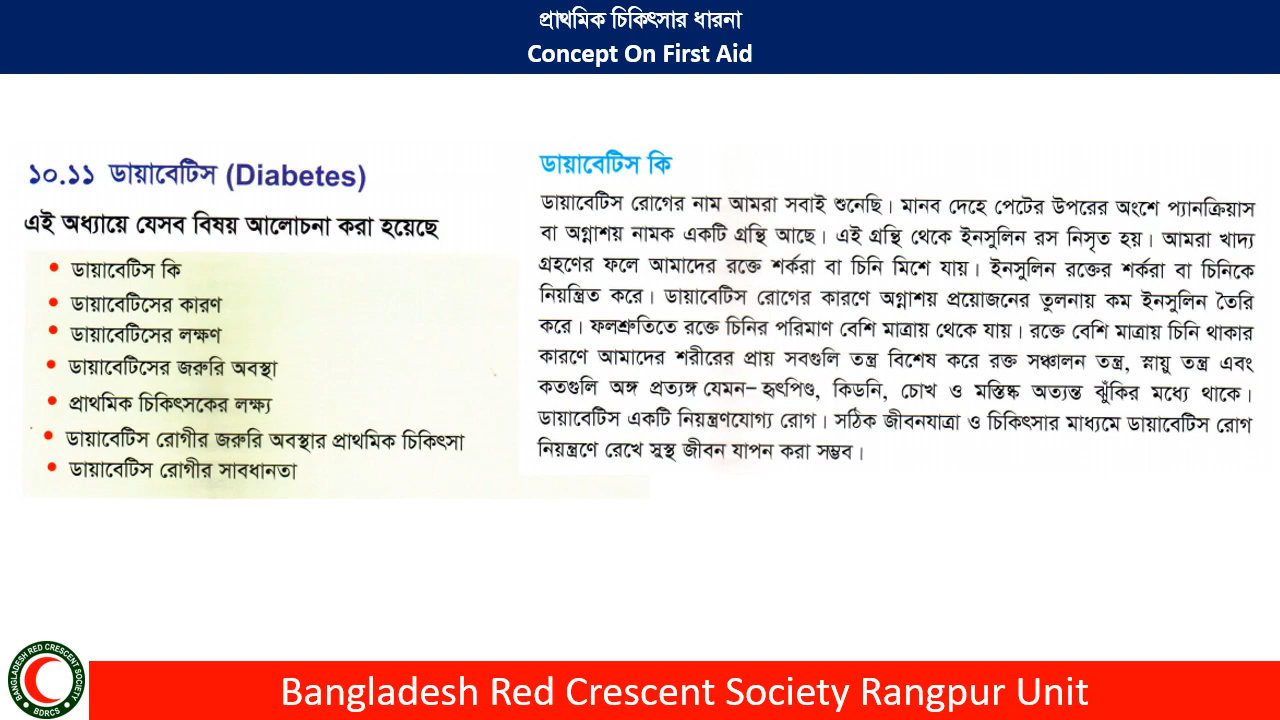 প্রাথমিক চিকিৎসার ধারনা
Concept On First Aid
১০.১১ ডায়াবেটিস (Diabetes)
এই অধ্যায়ে যেসব বিষয় আলোচনা করা হয়েছে
• ডায়াবেটিস কি
• ডায়াবেটিসের কারণ
• ডায়াবেটিসের লক্ষণ
• ডায়াবেটিসের জরুরি অবস্থা
• প্রাথমিক চিকিৎসকের লক্ষ্য
• ডায়াবেটিস রোগীর জরুরি অবস্থার প্রাথমিক চিকিৎসা
• ডায়াবেটিস রোগীর সাবধানতা
ডায়াবেটিস কি
ডায়াবেটিস রোগের নাম আমরা সবাই শুনেছি। মানব দেহে পেটের উপরের অংশে প্যানক্রিয়াস
বা অগ্নাশয় নামক একটি গ্রন্থি আছে। এই গ্রন্থি থেকে ইনসুলিন রস নিসৃত হয়। আমরা খাদ্য
গ্রহণের ফলে আমাদের রক্তে শর্করা বা চিনি মিশে যায়। ইনসুলিন রক্তের শর্করা বা চিনিকে
নিয়ন্ত্রিত করে। ডায়াবেটিস রোগের কারণে অগ্নাশয় প্রয়োজনের তুলনায় কম ইনসুলিন তৈরি
করে। ফলশ্রুতিতে রক্তে চিনির পরিমাণ বেশি মাত্রায় থেকে যায়। রক্তে বেশি মাত্রায় চিনি থাকার
কারণে আমাদের শরীরের প্রায় সবগুলি তন্ত্র বিশেষ করে রক্ত সঞ্চালন তন্ত্র, স্নায়ু তন্ত্র এবং
কতগুলি অঙ্গ প্রত্যঙ্গ যেমন– হৃৎপিণ্ড, কিডনি, চোখ ও মস্তিষ্ক অত্যন্ত ঝুঁকির মধ্যে থাকে।
ডায়াবেটিস একটি নিয়ন্ত্রণযোগ্য রোগ। সঠিক জীবনযাত্রা ও চিকিৎসার মাধ্যমে ডায়াবেটিস রোগ
নিয়ন্ত্রণে রেখে সুস্থ জীবন যাপন করা সম্ভব।
BANGLADESH RED CRESCENT SOCIETY
BDRCS
Bangladesh Red Crescent Society Rangpur Unit